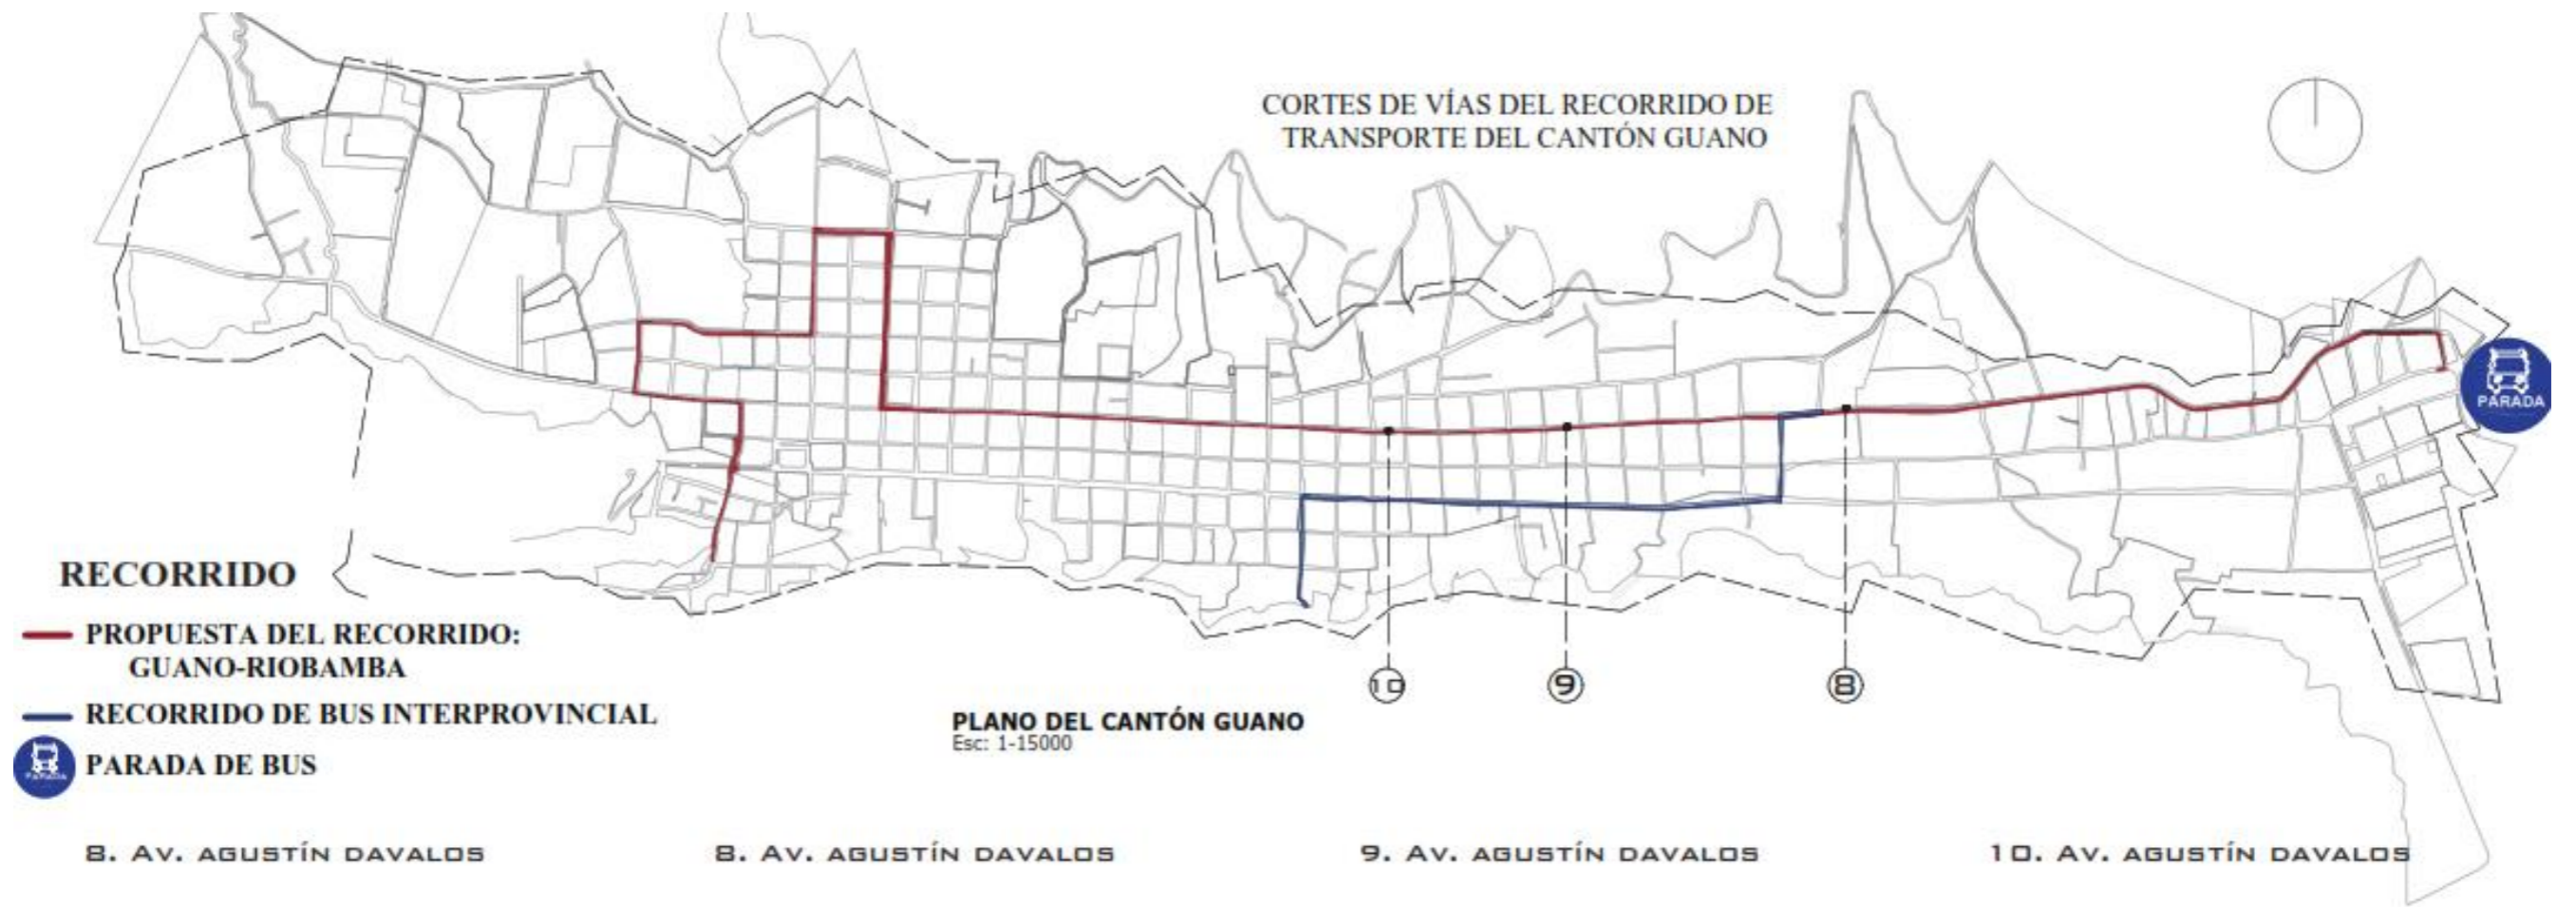 CORTES DE VÍAS DEL RECORRIDO DE
TRANSPORTE DEL CANTÓN GUANO
PARADA
RECORRIDO
PROPUESTA DEL RECORRIDO:
GUANO-RIOBAMBA
RECORRIDO DE BUS INTERPROVINCIAL
PARADA
PARADA DE BUS
10
9
8
PLANO DEL CANTÓN GUANO
Esc: 1-15000
8. AV. AGUSTÍN DAVALOS
8. AV. AGUSTÍN DAVALOS
9. AV. AGUSTÍN DAVALOS
10. AV. AGUSTÍN DAVALOS